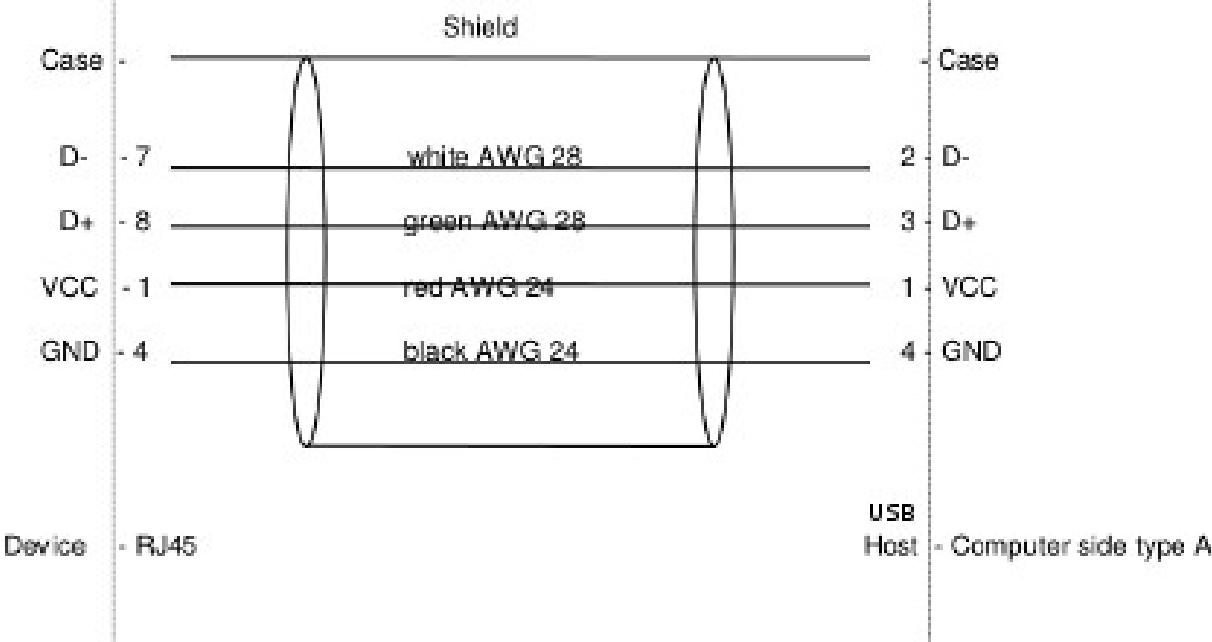 Shield
Case - - Case
D- - 7 white AWG 28 2 - D-
D+ - 8 green AWG 28 3 - D+
VCC - 1 red AWG 24 1 - VCC
GND - 4 black AWG 24 4 - GND
USB
Device - RJ45 Host - Computer side type A